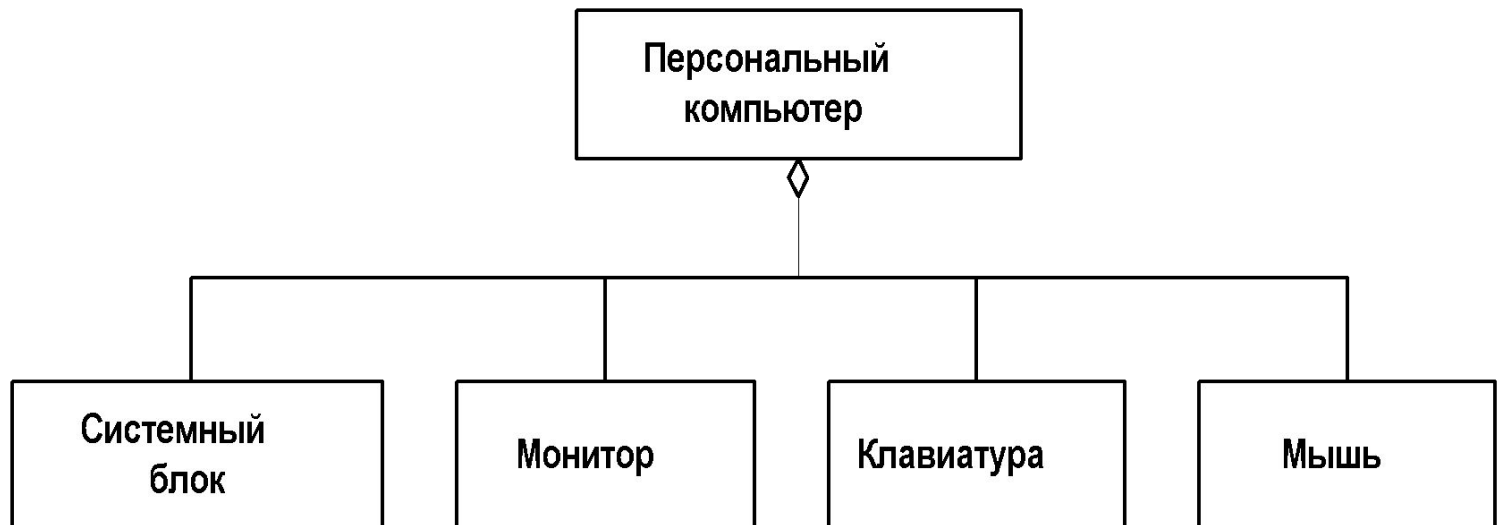 Персональный
компьютер
Системный
блок
Монитор
Клавиатура
Мышь